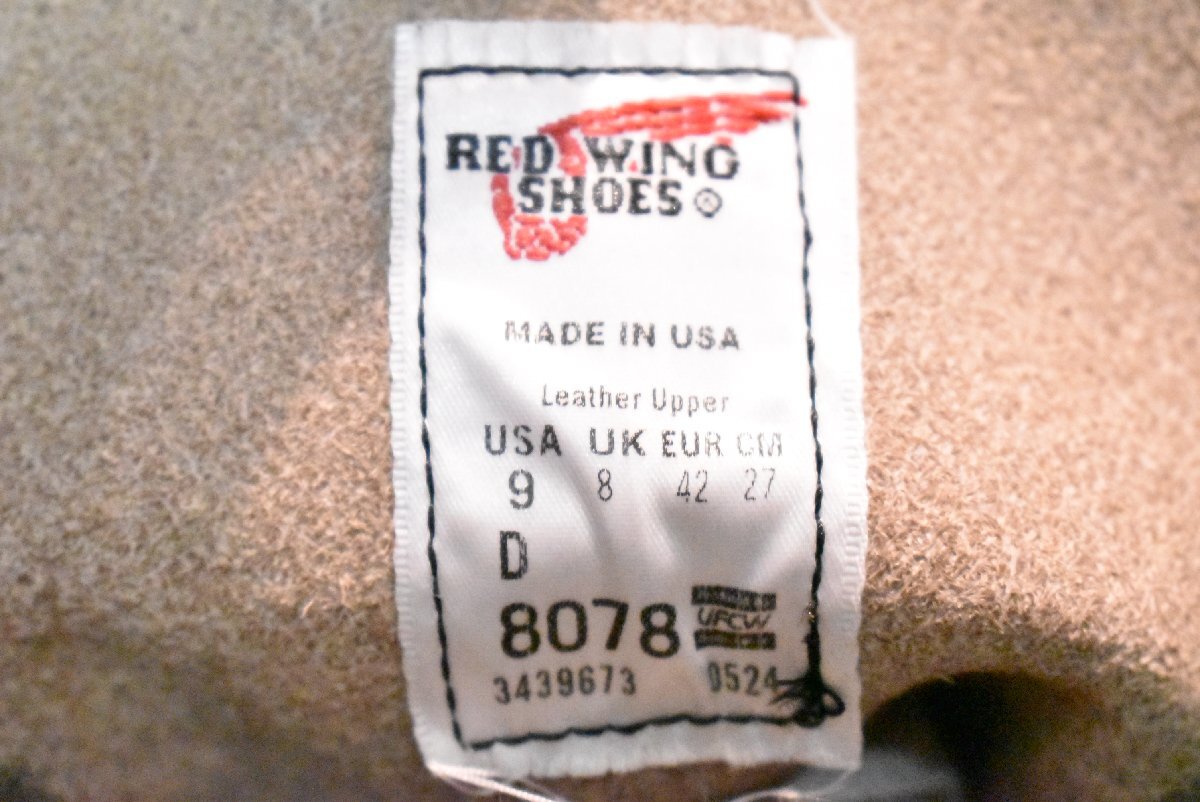 RED WING
SHOES
MADE IN USA
Leather Upper
USA UK EUR CM
9 8 42 27
D
8078 UFCW
3439673 0524